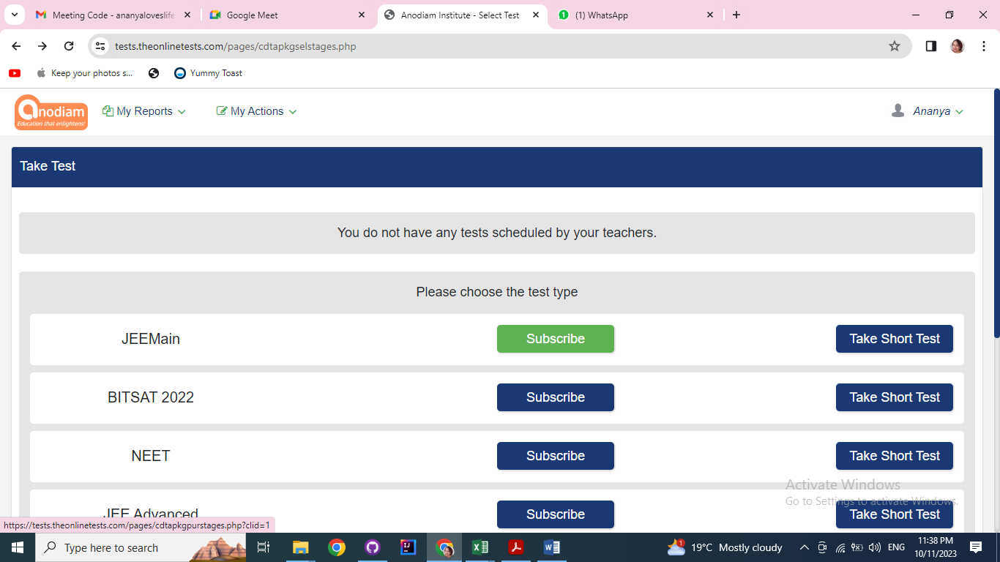 Meeting Code - ananyaloveslife
Google Meet
Anodiam Institute - Select Test
1
(1) WhatsApp
tests.theonlinetests.com/pages/cdtapkgselstages.php
Keep your photos s...
Yummy Toast
anodiam
Education that enlightens!
My Reports
My Actions
Ananya
Take Test
You do not have any tests scheduled by your teachers.
Please choose the test type
JEEMain Subscribe Take Short Test
BITSAT 2022 Subscribe Take Short Test
NEET Subscribe Take Short Test
Activate Windows
Go to Settings to activate Windows.
JEE Advanced Subscribe Take Short Test
https://tests.theonlinetests.com/pages/cdtapkgpurstages.php?clid=1
Type here to search
IJ
1
19°C Mostly cloudy
ENG
11:38 PM
10/11/2023